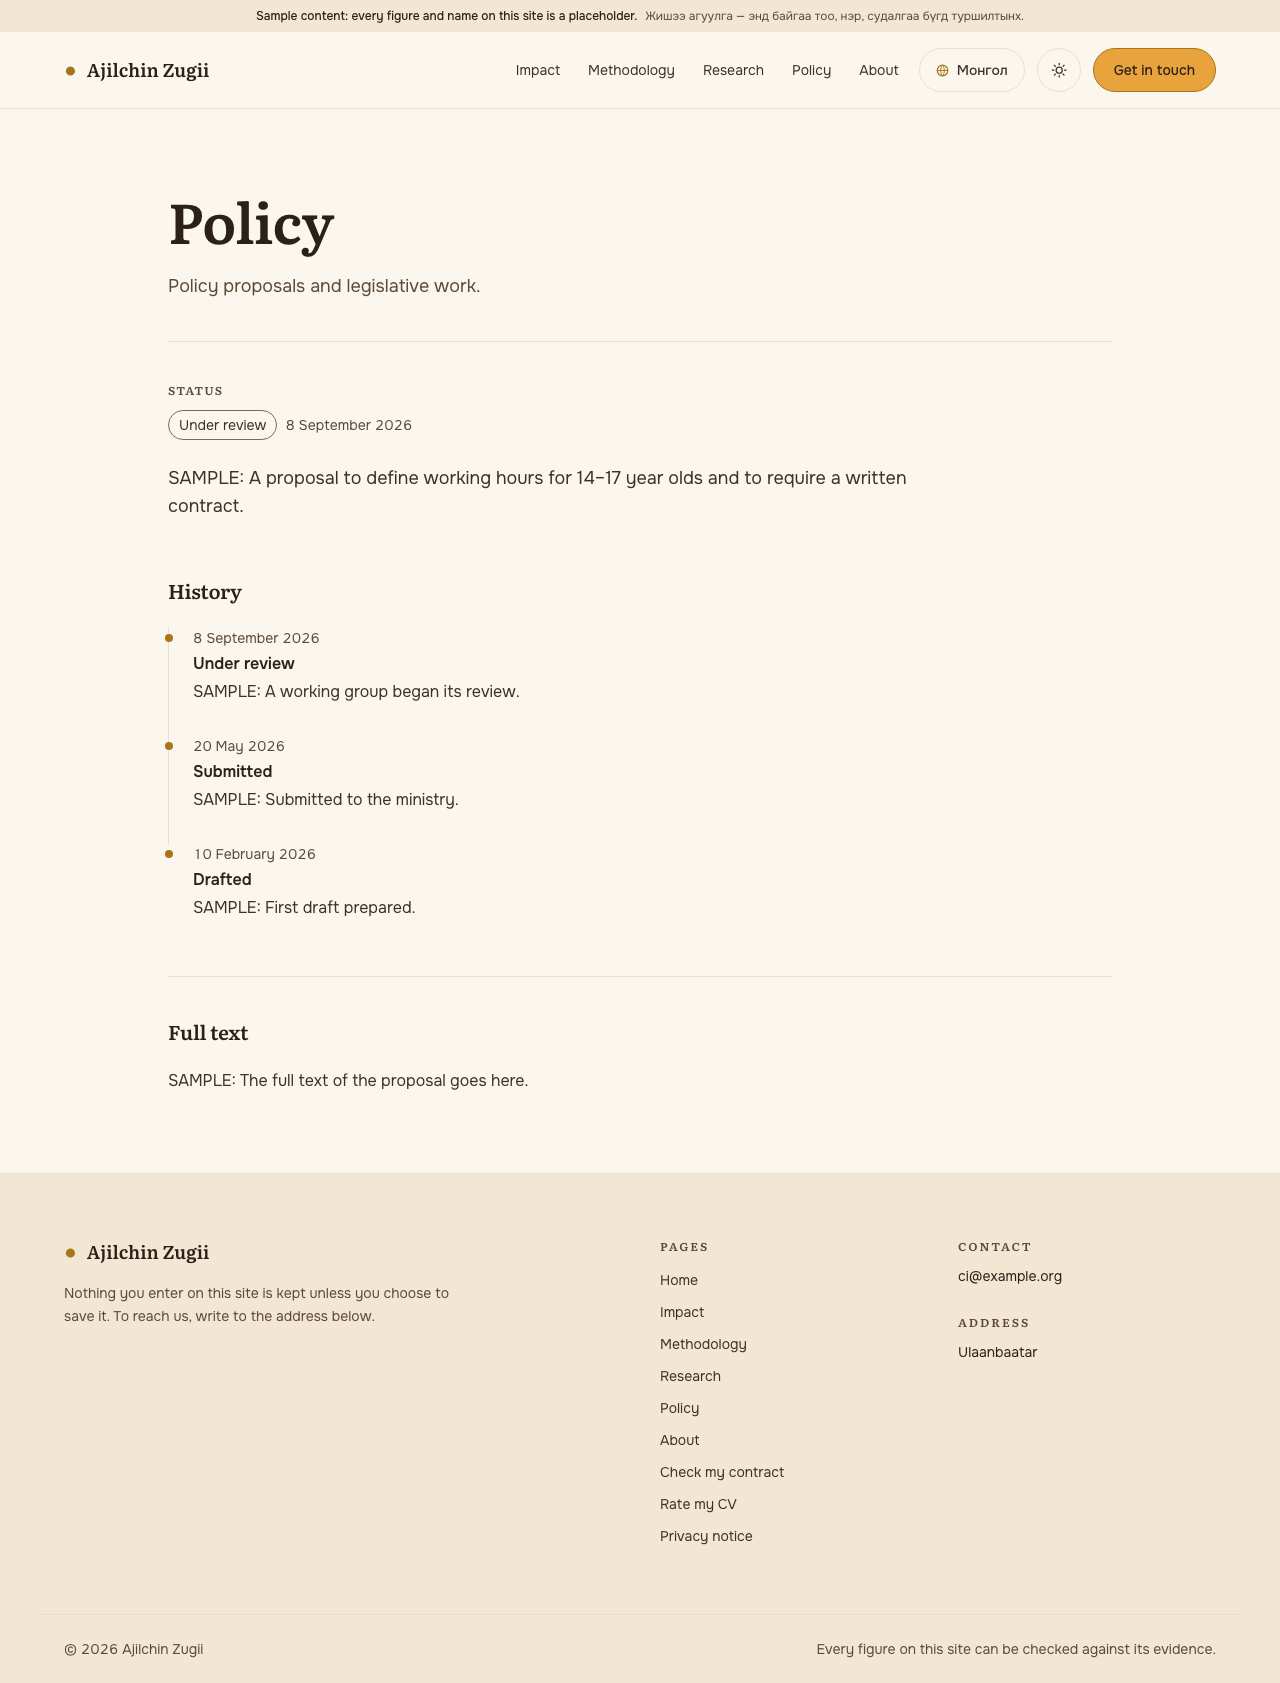 Sample content: every figure and name on this site is a placeholder. Жишээ агуулга — энд байгаа тоо, нэр, судалгаа бүгд туршилтынх.
Ajilchin Zugii
Impact Methodology Research Policy About Монгол Get in touch
Policy
Policy proposals and legislative work.
STATUS
Under review 8 September 2026
SAMPLE: A proposal to define working hours for 14–17 year olds and to require a written
contract.
History
8 September 2026
Under review
SAMPLE: A working group began its review.
20 May 2026
Submitted
SAMPLE: Submitted to the ministry.
10 February 2026
Drafted
SAMPLE: First draft prepared.
Full text
SAMPLE: The full text of the proposal goes here.
Ajilchin Zugii
Nothing you enter on this site is kept unless you choose to
save it. To reach us, write to the address below.
PAGES
Home
Impact
Methodology
Research
Policy
About
Check my contract
Rate my CV
Privacy notice
CONTACT
ci@example.org
ADDRESS
Ulaanbaatar
© 2026 Ajilchin Zugii
Every figure on this site can be checked against its evidence.